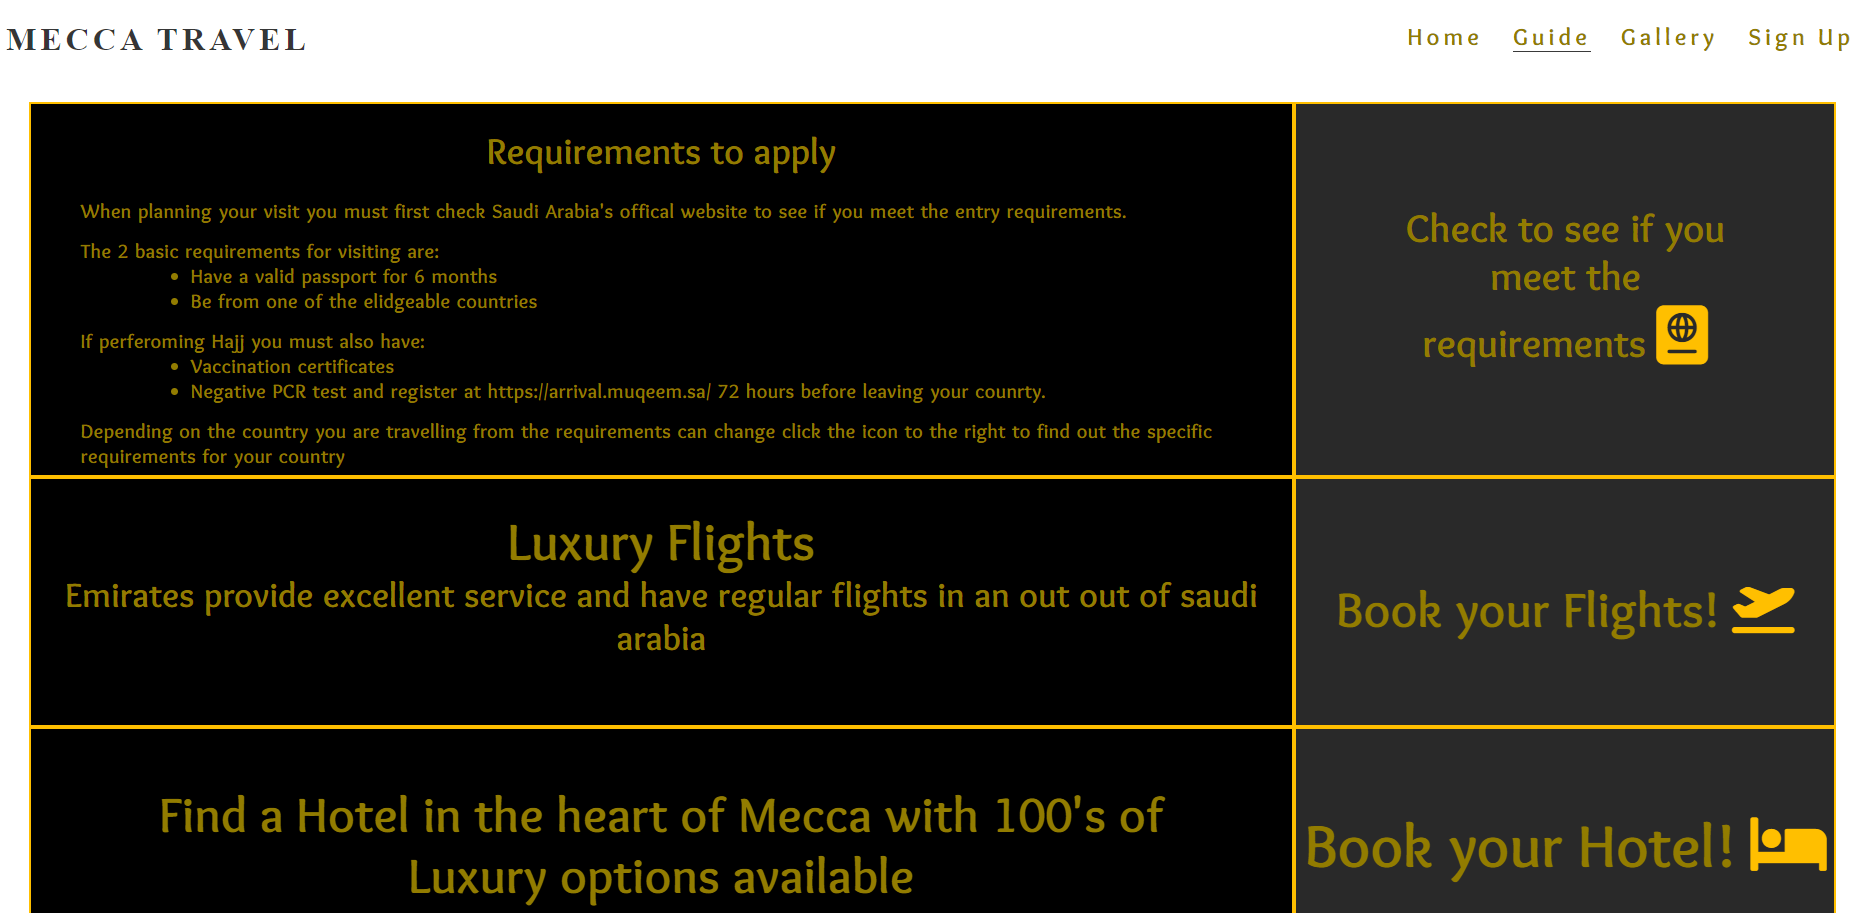 MECCA TRAVEL
Home Guide Gallery Sign Up
Requirements to apply
When planning your visit you must first check Saudi Arabia's offical website to see if you meet the entry requirements.
The 2 basic requirements for visiting are:
• Have a valid passport for 6 months
• Be from one of the elidgeable countries
If perferoming Hajj you must also have:
• Vaccination certificates
• Negative PCR test and register at https://arrival.muqeem.sa/ 72 hours before leaving your counrty.
Depending on the country you are travelling from the requirements can change click the icon to the right to find out the specific
requirements for your country
Check to see if you
meet the
requirements
Luxury Flights
Emirates provide excellent service and have regular flights in an out out of saudi
arabia
Book your Flights!
Find a Hotel in the heart of Mecca with 100's of
Luxury options available
Book your Hotel!